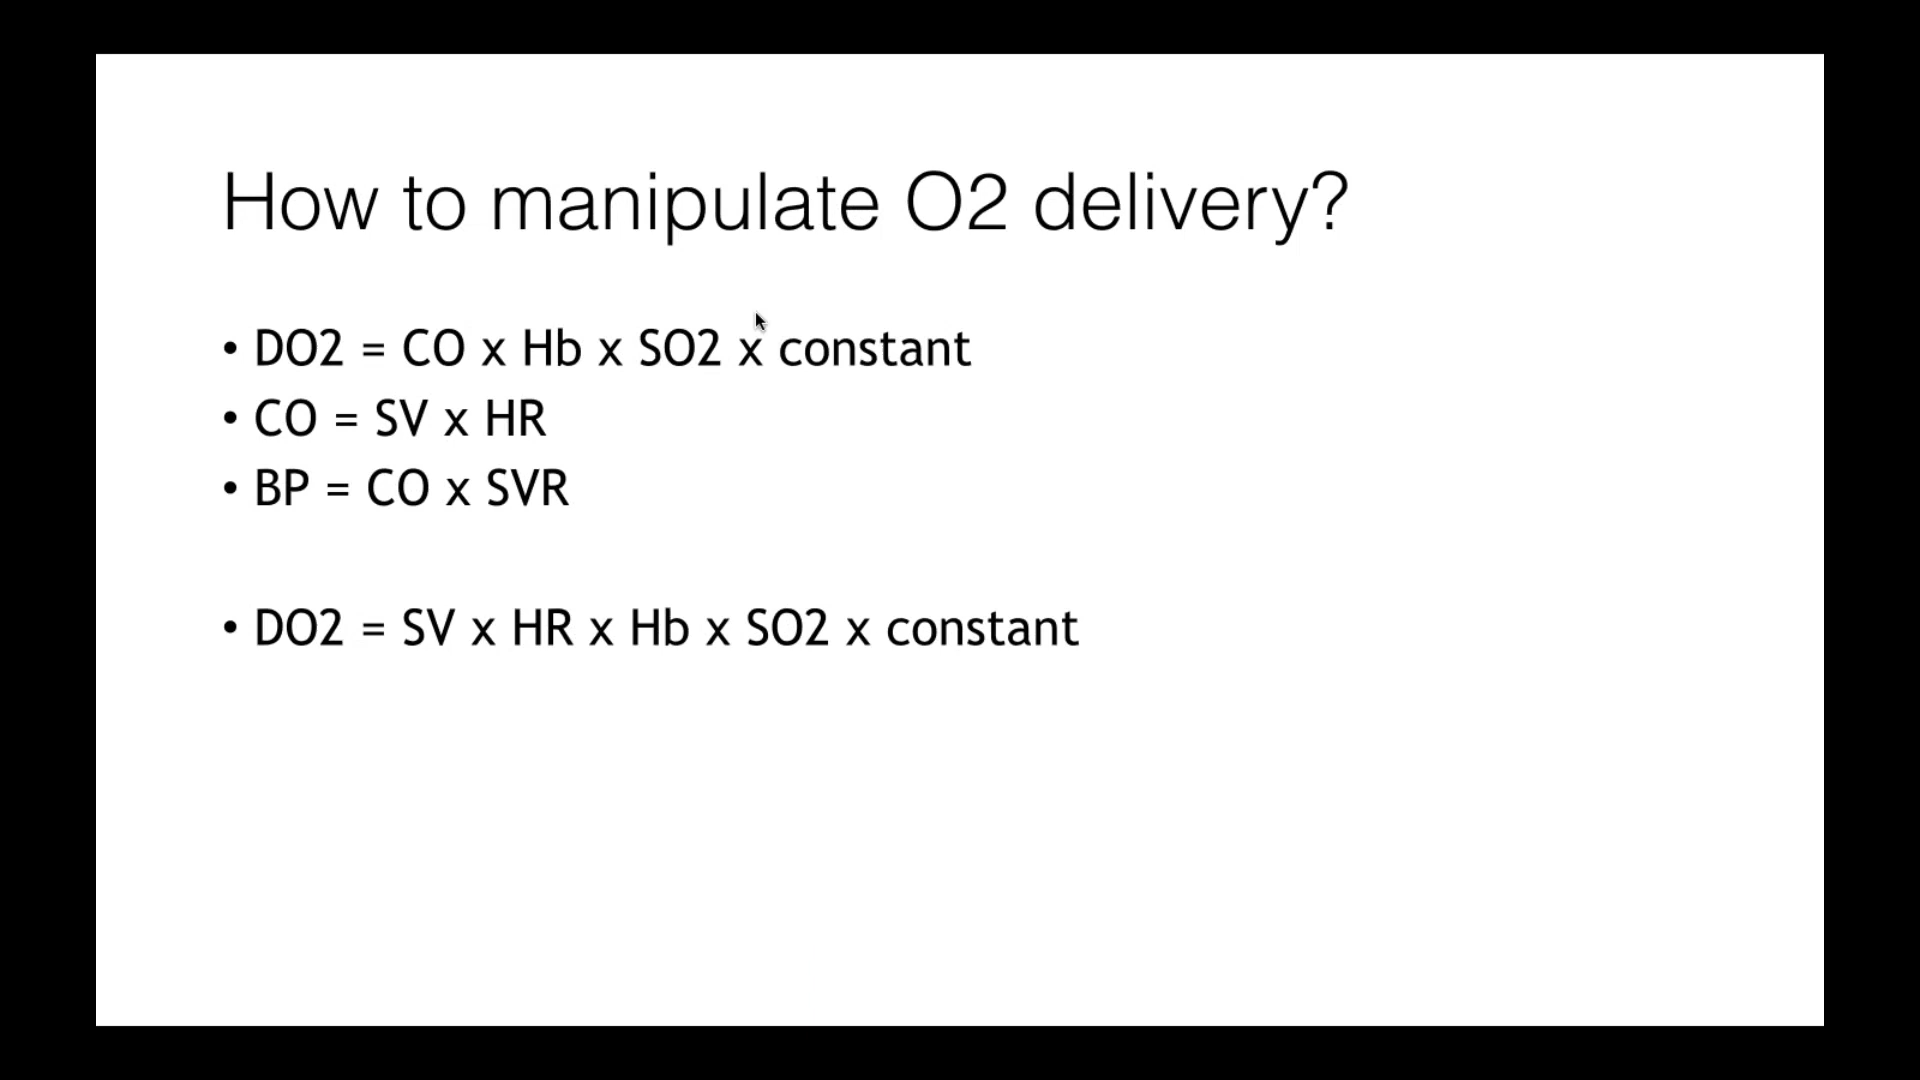 How to manipulate O2 delivery?
• DO2 = CO x Hb x SO2 x constant
• CO = SV x HR
• BP = CO x SVR
• DO2 = SV x HR x Hb x SO2 x constant